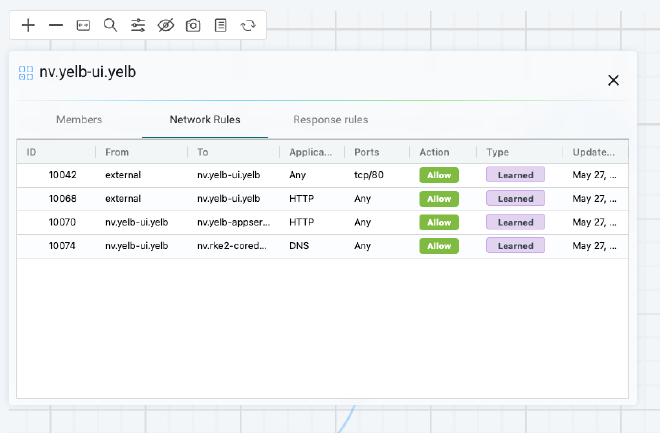 nv.yelb-ui.yelb
Members Network Rules Response rules
ID From To Applica... Ports Action Type Update...
10042 external nv.yelb-ui.yelb Any tcp/80 Allow Learned May 27, ...
10068 external nv.yelb-ui.yelb HTTP Any Allow Learned May 27, ...
10070 nv.yelb-ui.yelb nv.yelb-appser... HTTP Any Allow Learned May 27, ...
10074 nv.yelb-ui.yelb nv.rke2-cored... DNS Any Allow Learned May 27, ...